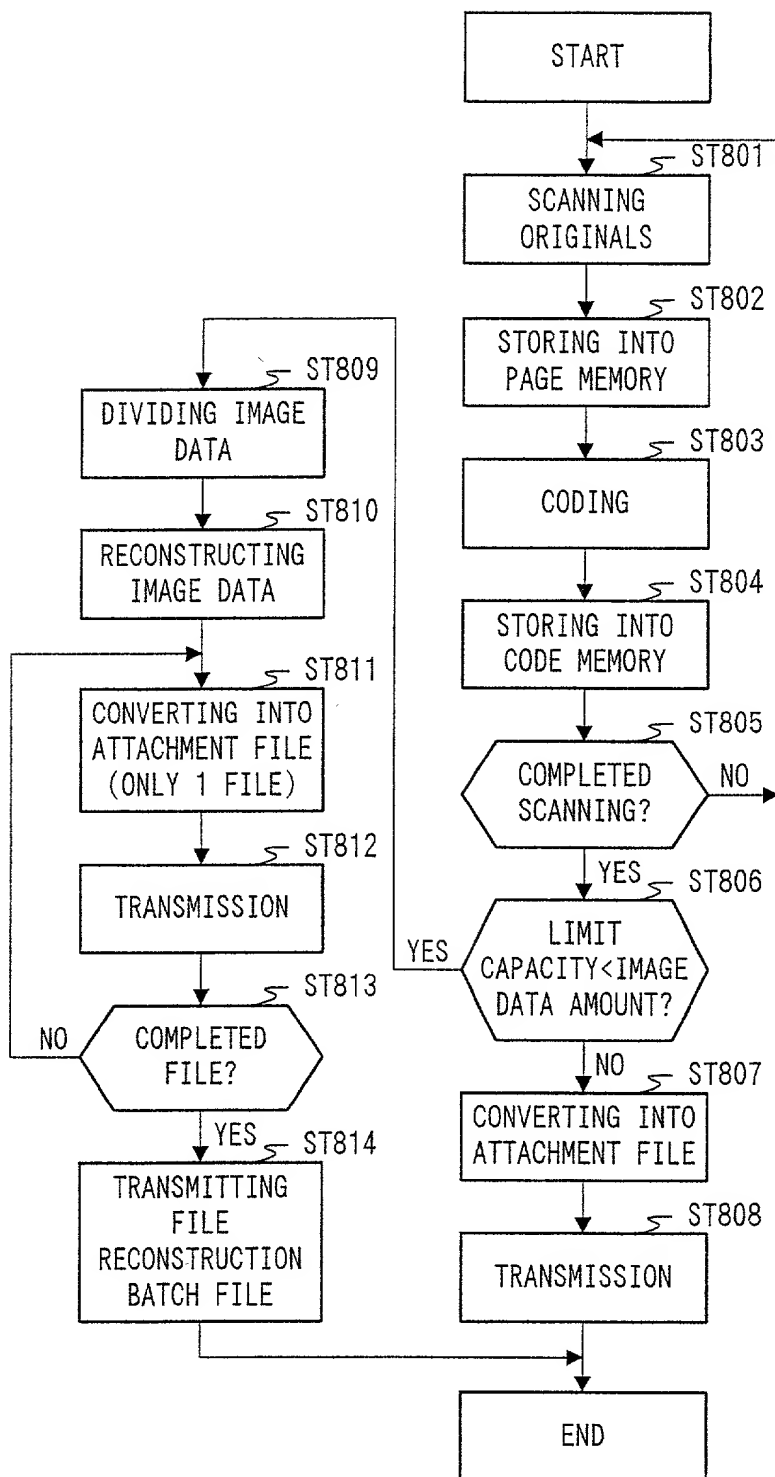 START
ST801
SCANNING
ORIGINALS
ST802
STORING INTO
PAGE MEMORY
ST803
CODING
ST804
STORING INTO
CODE MEMORY
ST805
COMPLETED
SCANNING?
NO
YES
ST806
LIMIT
CAPACITY<IMAGE
DATA AMOUNT?
YES
NO
ST807
CONVERTING INTO
ATTACHMENT FILE
ST808
TRANSMISSION
ST809
DIVIDING IMAGE
DATA
ST810
RECONSTRUCTING
IMAGE DATA
ST811
CONVERTING INTO
ATTACHMENT FILE
(ONLY 1 FILE)
ST812
TRANSMISSION
ST813
COMPLETED
FILE?
NO
YES
ST814
TRANSMITTING
FILE
RECONSTRUCTION
BATCH FILE
END